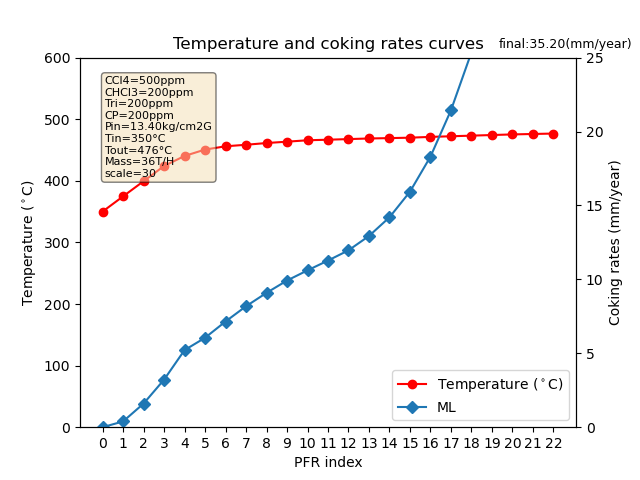 Temperature and coking rates curves
final:35.20(mm/year)
CCl4=500ppm
CHCl3=200ppm
Tri=200ppm
CP=200ppm
Pin=13.40kg/cm2G
Tin=350°C
Tout=476°C
Mass=36T/H
scale=30
600
500
400
300
200
100
0
Temperature (°C)
25
20
15
10
5
0
Coking rates (mm/year)
Temperature (°C)
ML
0 1 2 3 4 5 6 7 8 9 10 11 12 13 14 15 16 17 18 19 20 21 22
PFR index